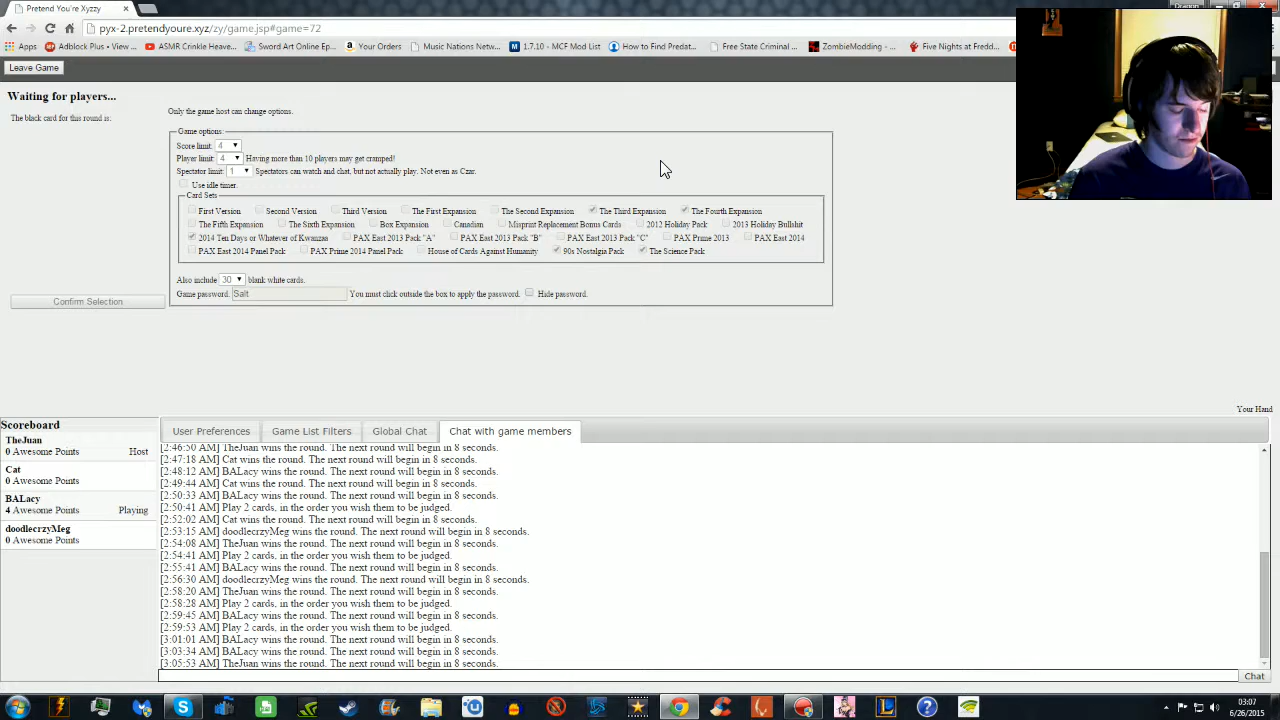 Pretend You're Xyzzy
pyx-2.pretendyoure.xyz/zy/game.jsp#game=72
Apps Adblock Plus • View ... ASMR Crinkle Heave... Sword Art Online Ep... Your Orders Music Nations Netw... 1.7.10 - MCF Mod List How to Find Predat... Free State Criminal ... ZombieModding - ... Five Nights at Fredd...
Leave Game
Waiting for players...
The black card for this round is:
Only the game host can change options.
Game options:
Score limit: 4
Player limit: 4 Having more than 10 players may get cramped!
Spectator limit: 1 Spectators can watch and chat, but not actually play. Not even as Czar.
Use idle timer.
Card Sets
First Version Second Version Third Version The First Expansion The Second Expansion The Third Expansion The Fourth Expansion
The Fifth Expansion The Sixth Expansion Box Expansion Canadian Misprint Replacement Bonus Cards 2012 Holiday Pack 2013 Holiday Bullshit
2014 Ten Days or Whatever of Kwanzaa PAX East 2013 Pack "A" PAX East 2013 Pack "B" PAX East 2013 Pack "C" PAX Prime 2013 PAX East 2014
PAX East 2014 Panel Pack PAX Prime 2014 Panel Pack House of Cards Against Humanity 90s Nostalgia Pack The Science Pack
Also include 30 blank white cards.
Game password: Salt You must click outside the box to apply the password. Hide password.
Confirm Selection
Your Hand
Scoreboard
TheJuan
0 Awesome Points Host
Cat
0 Awesome Points
BALacy
4 Awesome Points Playing
doodlecrzyMeg
0 Awesome Points
User Preferences Game List Filters Global Chat Chat with game members
[2:46:50 AM] TheJuan wins the round. The next round will begin in 8 seconds.
[2:47:18 AM] Cat wins the round. The next round will begin in 8 seconds.
[2:48:12 AM] BALacy wins the round. The next round will begin in 8 seconds.
[2:49:44 AM] Cat wins the round. The next round will begin in 8 seconds.
[2:50:33 AM] BALacy wins the round. The next round will begin in 8 seconds.
[2:50:41 AM] Play 2 cards, in the order you wish them to be judged.
[2:52:02 AM] Cat wins the round. The next round will begin in 8 seconds.
[2:53:15 AM] doodlecrzyMeg wins the round. The next round will begin in 8 seconds.
[2:54:08 AM] TheJuan wins the round. The next round will begin in 8 seconds.
[2:54:41 AM] Play 2 cards, in the order you wish them to be judged.
[2:55:41 AM] BALacy wins the round. The next round will begin in 8 seconds.
[2:56:30 AM] doodlecrzyMeg wins the round. The next round will begin in 8 seconds.
[2:58:20 AM] TheJuan wins the round. The next round will begin in 8 seconds.
[2:58:28 AM] Play 2 cards, in the order you wish them to be judged.
[2:59:45 AM] BALacy wins the round. The next round will begin in 8 seconds.
[2:59:53 AM] Play 2 cards, in the order you wish them to be judged.
[3:01:01 AM] BALacy wins the round. The next round will begin in 8 seconds.
[3:03:34 AM] BALacy wins the round. The next round will begin in 8 seconds.
[3:05:53 AM] TheJuan wins the round. The next round will begin in 8 seconds.
Chat
03:07
6/26/2015